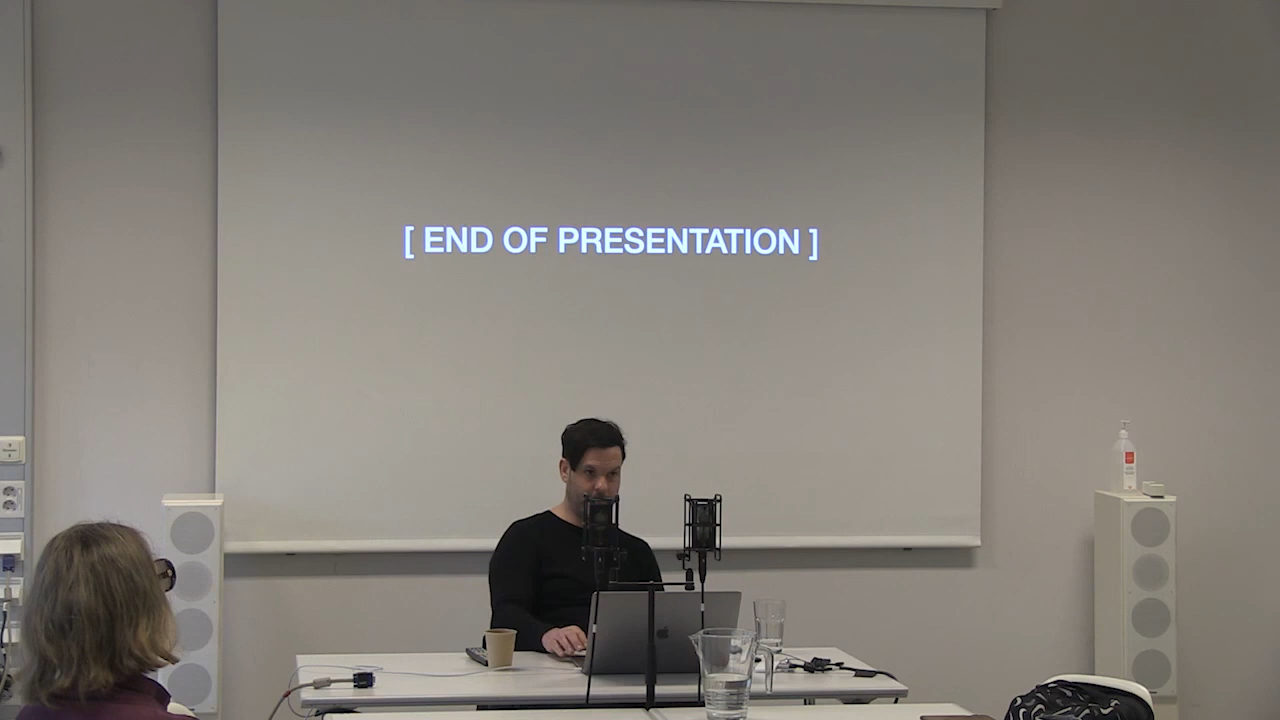 [ END OF PRESENTATION ]